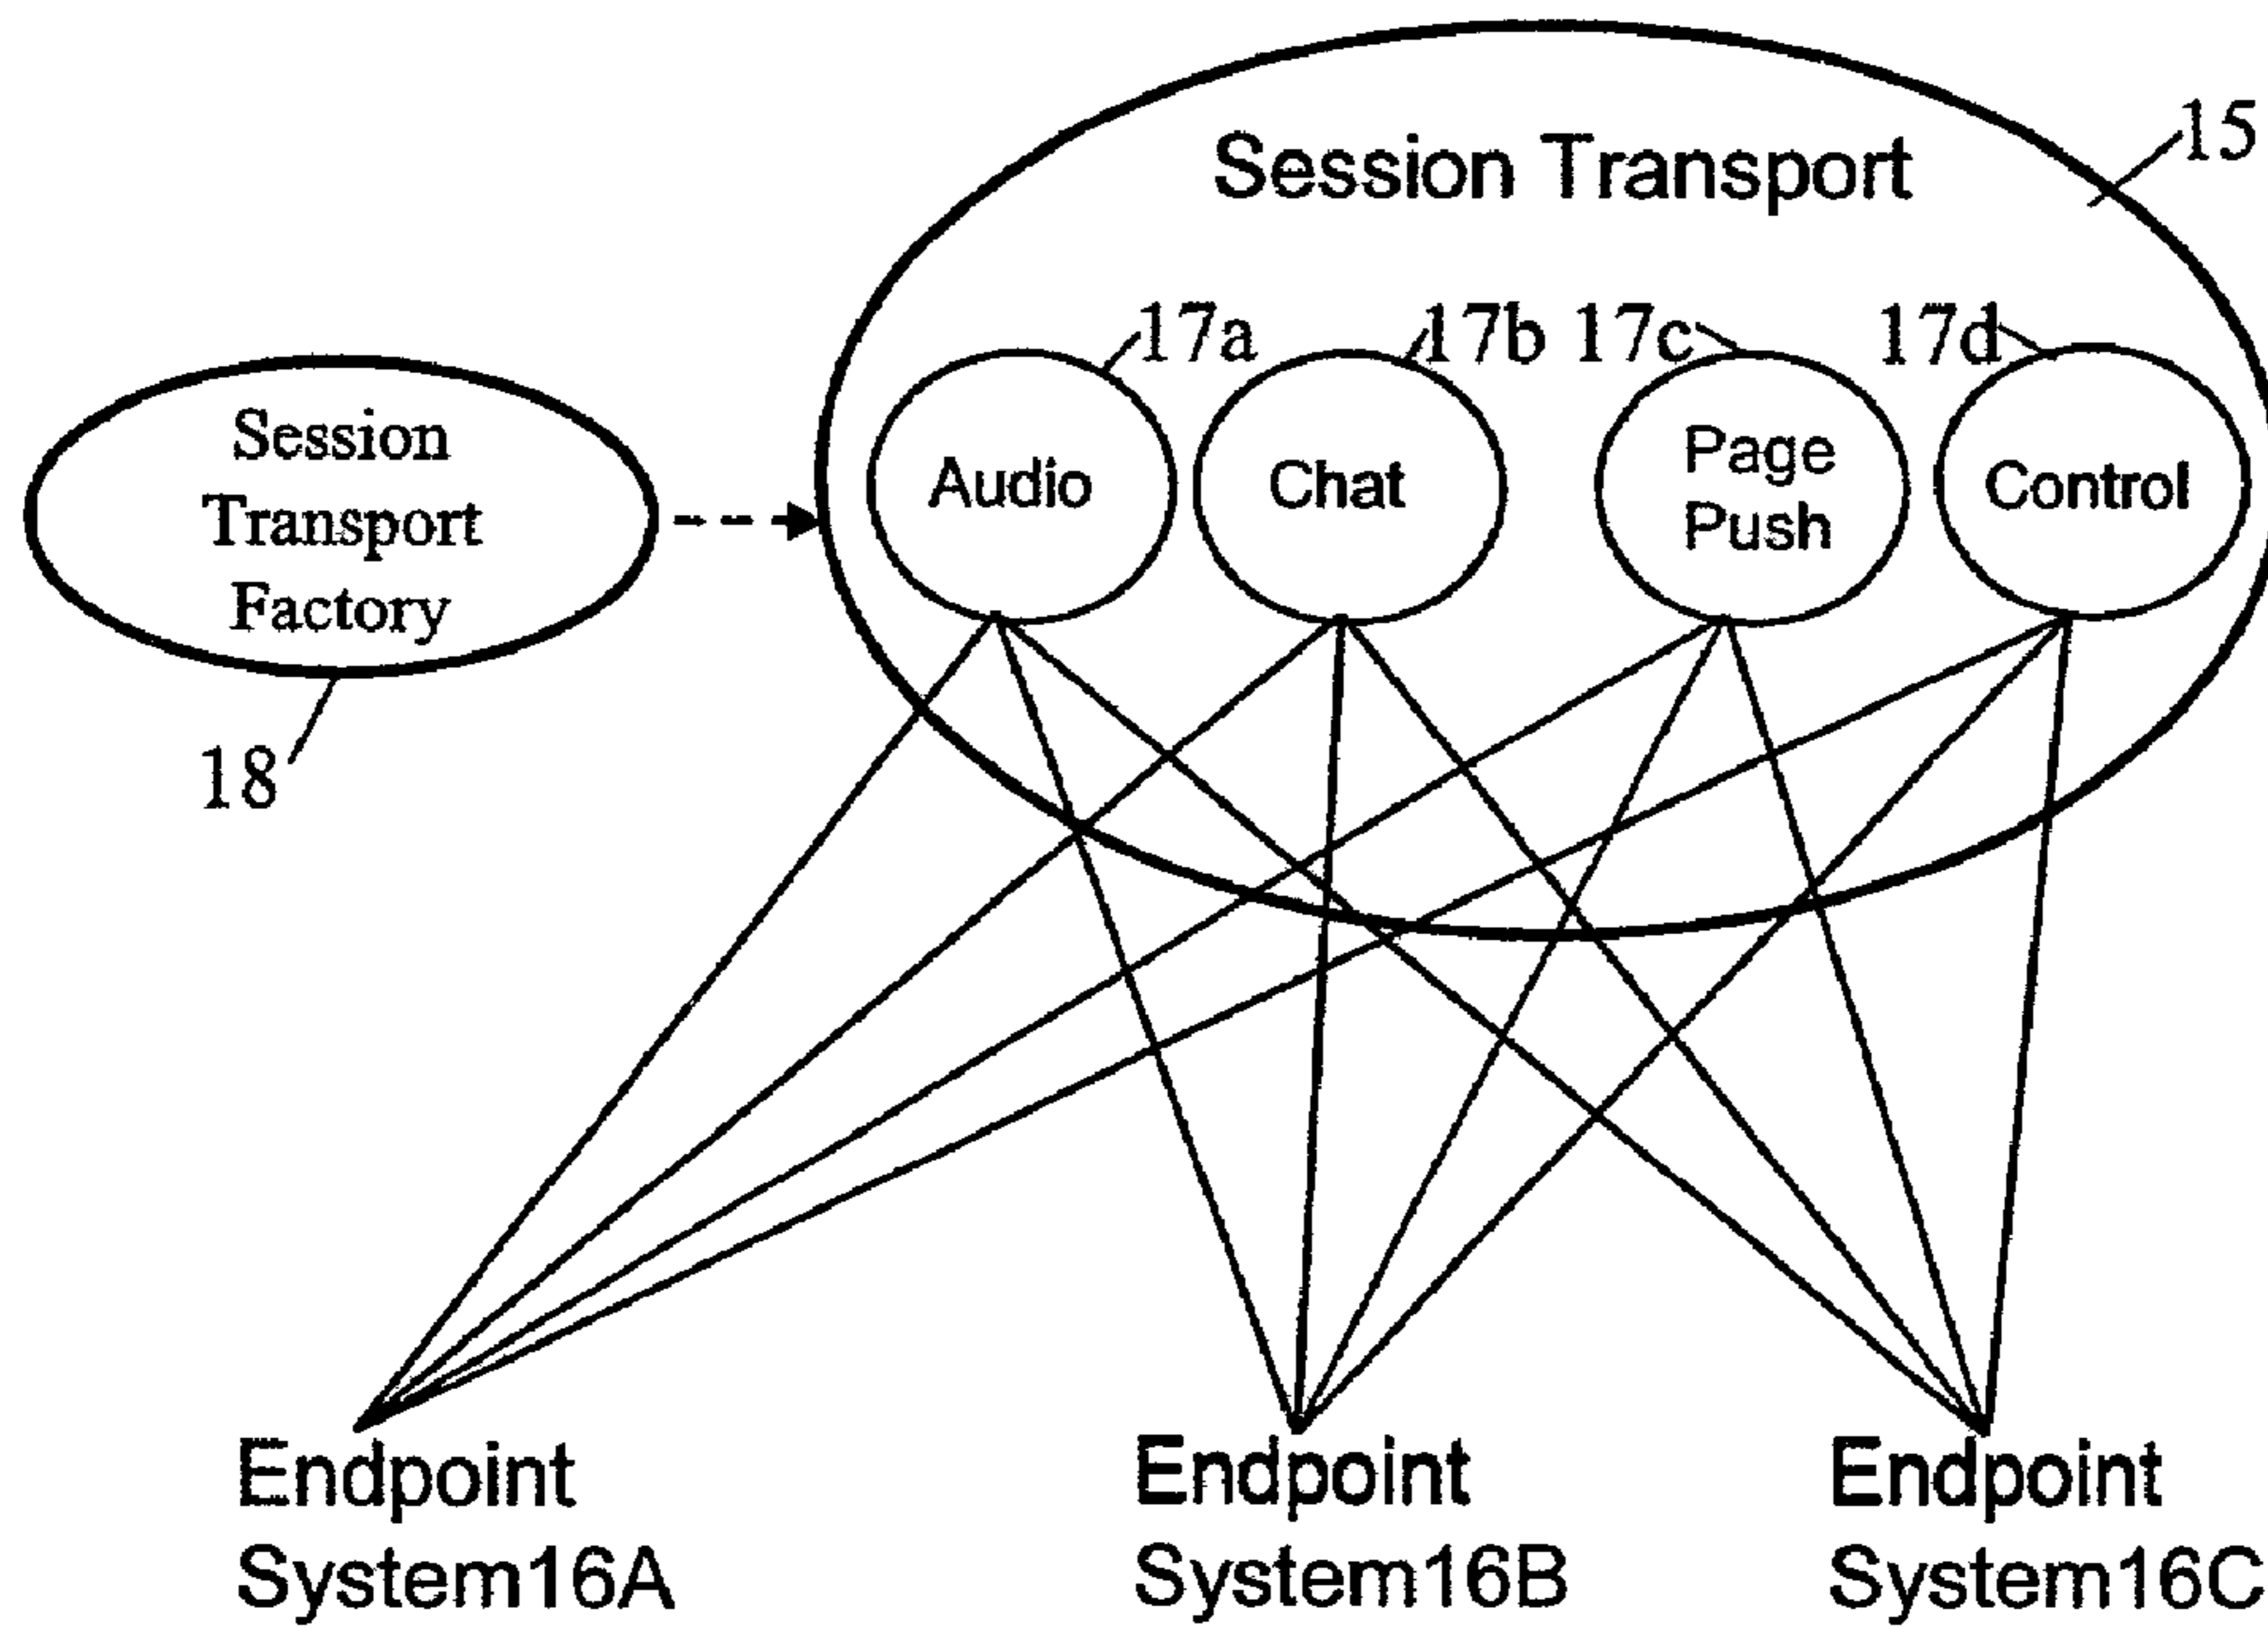 15
Session Transport
17a
17b
17c
17d
Session
Transport
Factory
Audio
Chat
Page
Push
Control
18
Endpoint
System16A
Endpoint
System16B
Endpoint
System16C